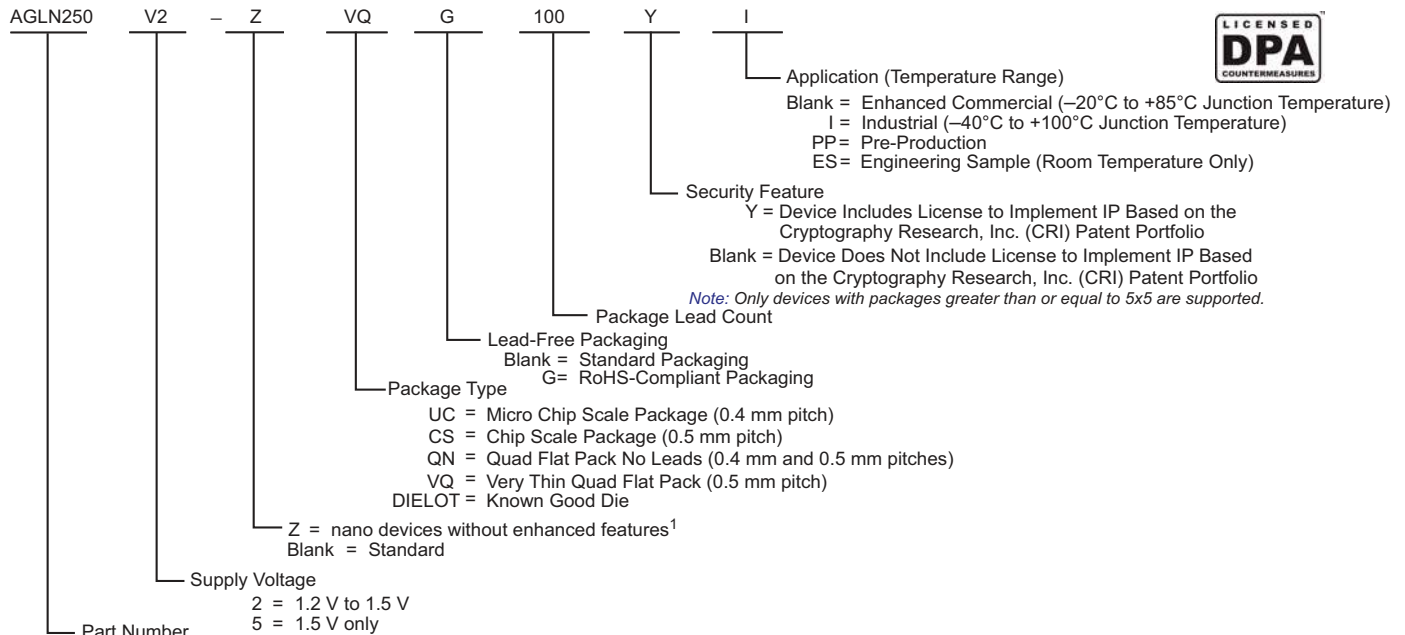 AGLN250 V2 – Z VQ G 100 Y I
LICENSED
DPA
COUNTERMEASURES
™
Application (Temperature Range)
Blank = Enhanced Commercial (–20°C to +85°C Junction Temperature)
I = Industrial (–40°C to +100°C Junction Temperature)
PP = Pre-Production
ES = Engineering Sample (Room Temperature Only)
Security Feature
Y = Device Includes License to Implement IP Based on the
Cryptography Research, Inc. (CRI) Patent Portfolio
Blank = Device Does Not Include License to Implement IP Based
on the Cryptography Research, Inc. (CRI) Patent Portfolio
Note: Only devices with packages greater than or equal to 5x5 are supported.
Package Lead Count
Lead-Free Packaging
Blank = Standard Packaging
G= RoHS-Compliant Packaging
Package Type
UC = Micro Chip Scale Package (0.4 mm pitch)
CS = Chip Scale Package (0.5 mm pitch)
QN = Quad Flat Pack No Leads (0.4 mm and 0.5 mm pitches)
VQ = Very Thin Quad Flat Pack (0.5 mm pitch)
DIELOT = Known Good Die
Z = nano devices without enhanced features1
Blank = Standard
Supply Voltage
2 = 1.2 V to 1.5 V
5 = 1.5 V only
Part Number